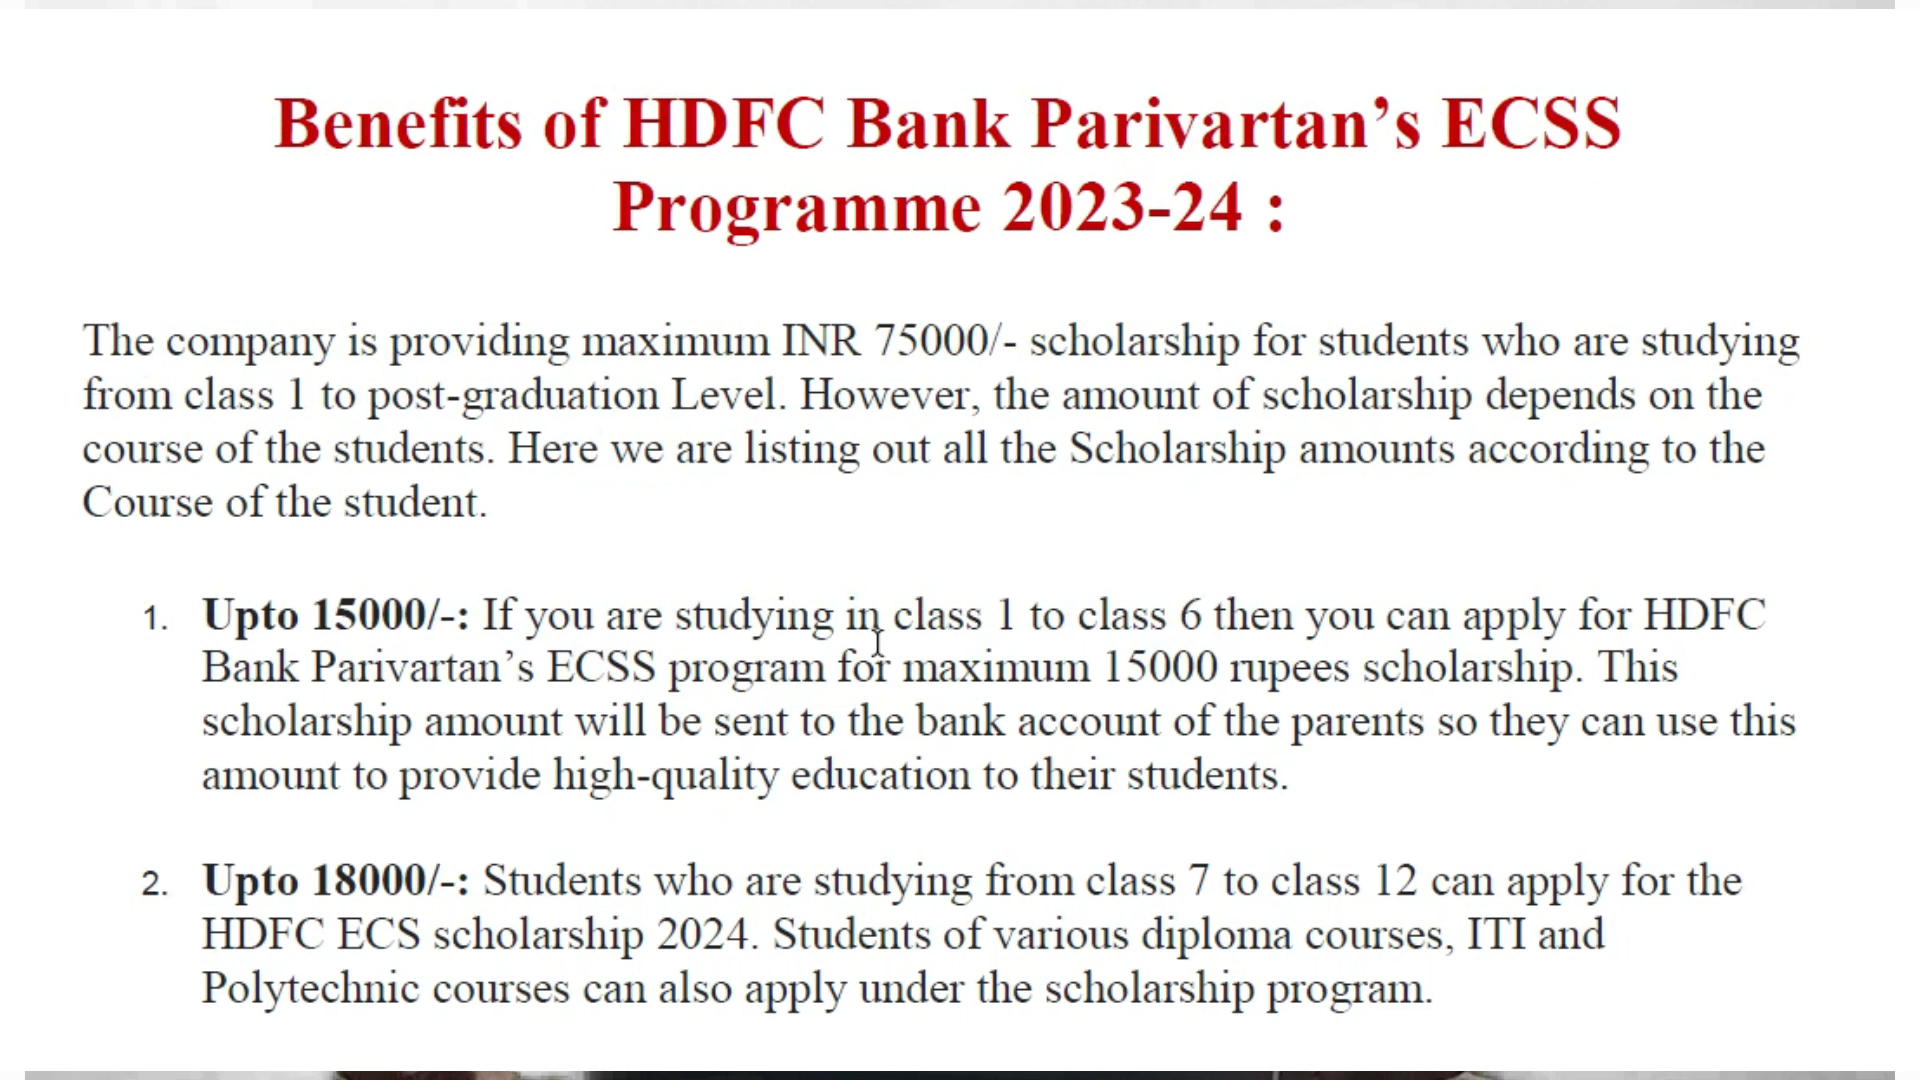 Benefits of HDFC Bank Parivartan’s ECSS
Programme 2023-24 :
The company is providing maximum INR 75000/- scholarship for students who are studying
from class 1 to post-graduation Level. However, the amount of scholarship depends on the
course of the students. Here we are listing out all the Scholarship amounts according to the
Course of the student.
1. Upto 15000/-: If you are studying in class 1 to class 6 then you can apply for HDFC
Bank Parivartan’s ECSS program for maximum 15000 rupees scholarship. This
scholarship amount will be sent to the bank account of the parents so they can use this
amount to provide high-quality education to their students.
2. Upto 18000/-: Students who are studying from class 7 to class 12 can apply for the
HDFC ECS scholarship 2024. Students of various diploma courses, ITI and
Polytechnic courses can also apply under the scholarship program.